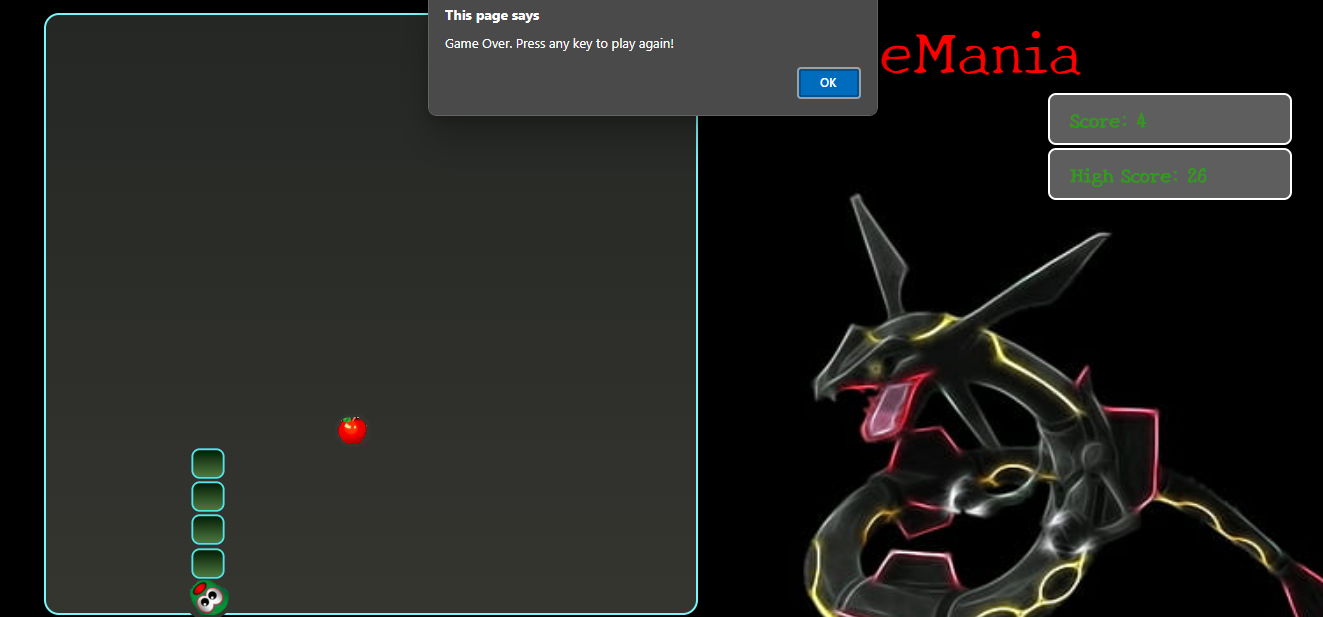 This page says
Game Over. Press any key to play again!
OK
eMania
Score: 4
High Score: 26